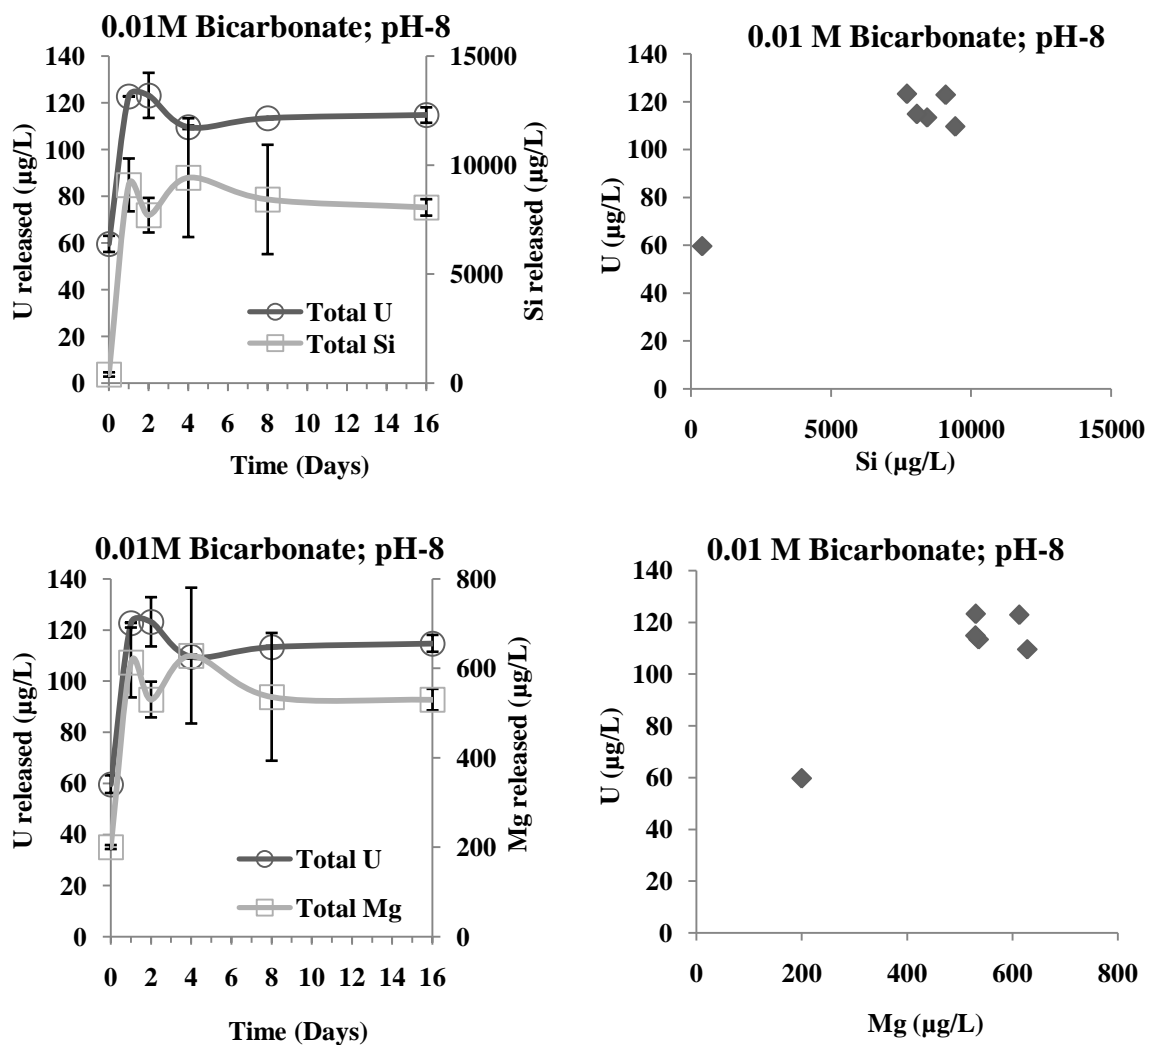 0.01M Bicarbonate; pH-8
140
120
100
80
60
40
20
0
U released (µg/L)
15000
10000
5000
0
Si released (µg/L)
Total U
Total Si
0 2 4 6 8 10 12 14 16
Time (Days)
0.01 M Bicarbonate; pH-8
140
120
100
80
60
40
20
0
U (µg/L)
0 5000 10000 15000
Si (µg/L)
0.01M Bicarbonate; pH-8
140
120
100
80
60
40
20
0
U released (µg/L)
800
600
400
200
0
Mg released (µg/L)
Total U
Total Mg
0 2 4 6 8 10 12 14 16
Time (Days)
0.01 M Bicarbonate; pH-8
140
120
100
80
60
40
20
0
U (µg/L)
0 200 400 600 800
Mg (µg/L)